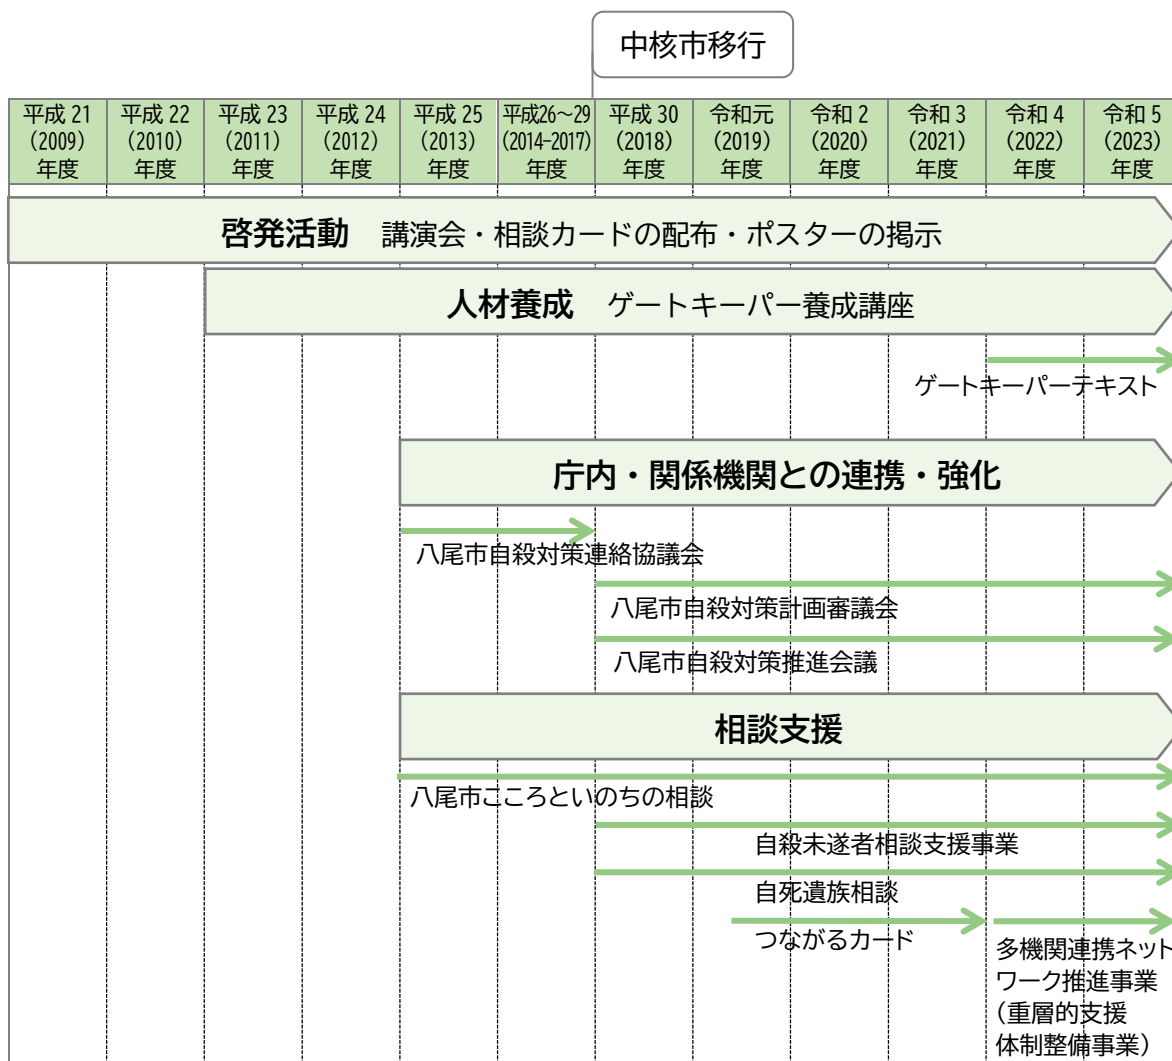 中核市移行
平成 21
(2009)
年度
平成 22
(2010)
年度
平成 23
(2011)
年度
平成 24
(2012)
年度
平成 25
(2013)
年度
平成26~29
(2014-2017)
年度
平成 30
(2018)
年度
令和元
(2019)
年度
令和 2
(2020)
年度
令和 3
(2021)
年度
令和 4
(2022)
年度
令和 5
(2023)
年度
啓発活動 講演会・相談カードの配布・ポスターの掲示
人材養成 ゲートキーパー養成講座
ゲートキーパーテキスト
庁内・関係機関との連携・強化
八尾市自殺対策連絡協議会
八尾市自殺対策計画審議会
八尾市自殺対策推進会議
相談支援
八尾市こころといのちの相談
自殺未遂者相談支援事業
自死遺族相談
つながるカード
多機関連携ネット
ワーク推進事業
(重層的支援
体制整備事業)